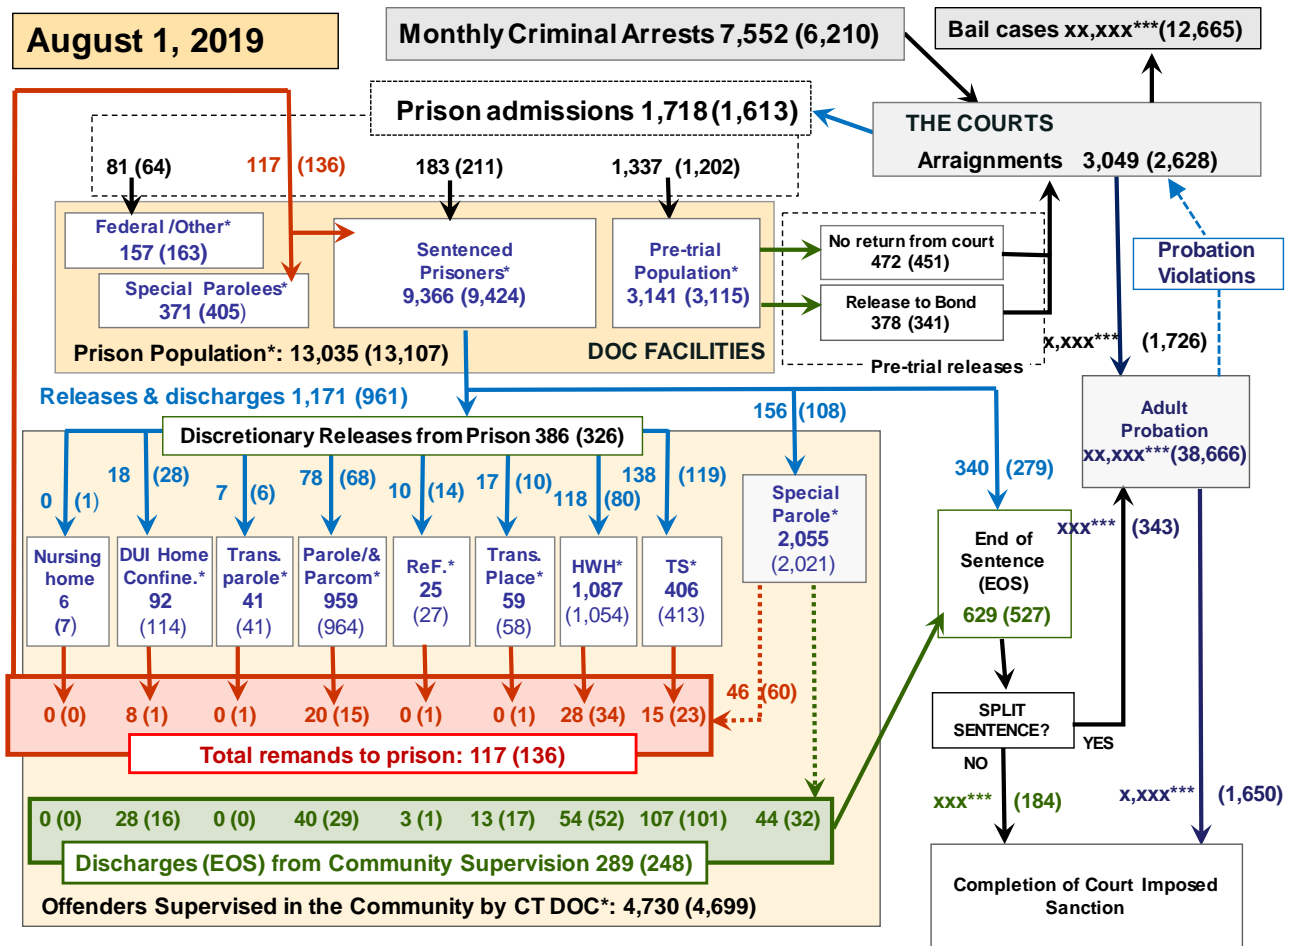 August 1, 2019
Monthly Criminal Arrests 7,552 (6,210)
Bail cases xx,xxx***(12,665)
Prison admissions 1,718 (1,613)
THE COURTS
Arraignments 3,049 (2,628)
81 (64)
117 (136)
183 (211)
1,337 (1,202)
Federal /Other*
157 (163)
Special Parolees*
371 (405)
Sentenced
Prisoners*
9,366 (9,424)
Pre-trial
Population*
3,141 (3,115)
No return from court
472 (451)
Release to Bond
378 (341)
Pre-trial releases
Probation
Violations
Prison Population*: 13,035 (13,107)
DOC FACILITIES
x,xxx*** (1,726)
Releases & discharges 1,171 (961)
156 (108)
Adult
Probation
xx,xxx***(38,666)
Discretionary Releases from Prison 386 (326)
0 (1)
18 (28)
7 (6)
78 (68)
10 (14)
17 (10)
118 (80)
138 (119)
340 (279)
Nursing
home
6
(7)
DUI Home
Confine.*
92
(114)
Trans.
parole*
41
(41)
Parole/&
Parcom*
959
(964)
ReF.*
25
(27)
Trans.
Place*
59
(58)
HWH*
1,087
(1,054)
TS*
406
(413)
Special
Parole*
2,055
(2,021)
End of
Sentence
(EOS)
629 (527)
xxx*** (343)
46 (60)
0 (0) 8 (1) 0 (1) 20 (15) 0 (1) 0 (1) 28 (34) 15 (23)
Total remands to prison: 117 (136)
SPLIT
SENTENCE?
YES
NO
xxx*** (184)
x,xxx*** (1,650)
0 (0) 28 (16) 0 (0) 40 (29) 3 (1) 13 (17) 54 (52) 107 (101) 44 (32)
Discharges (EOS) from Community Supervision 289 (248)
Offenders Supervised in the Community by CT DOC*: 4,730 (4,699)
Completion of Court Imposed
Sanction